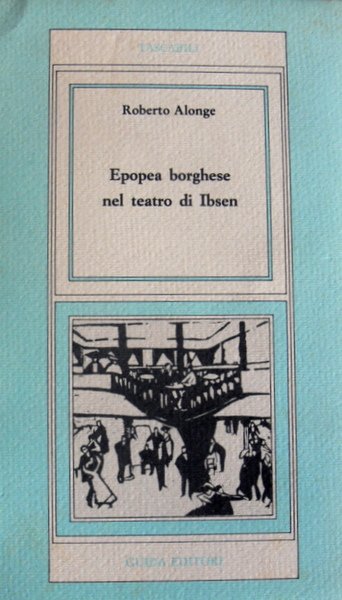 TASCABILI
Roberto Alonge
Epopea borghese
nel teatro di Ibsen
GUIDA EDITORI